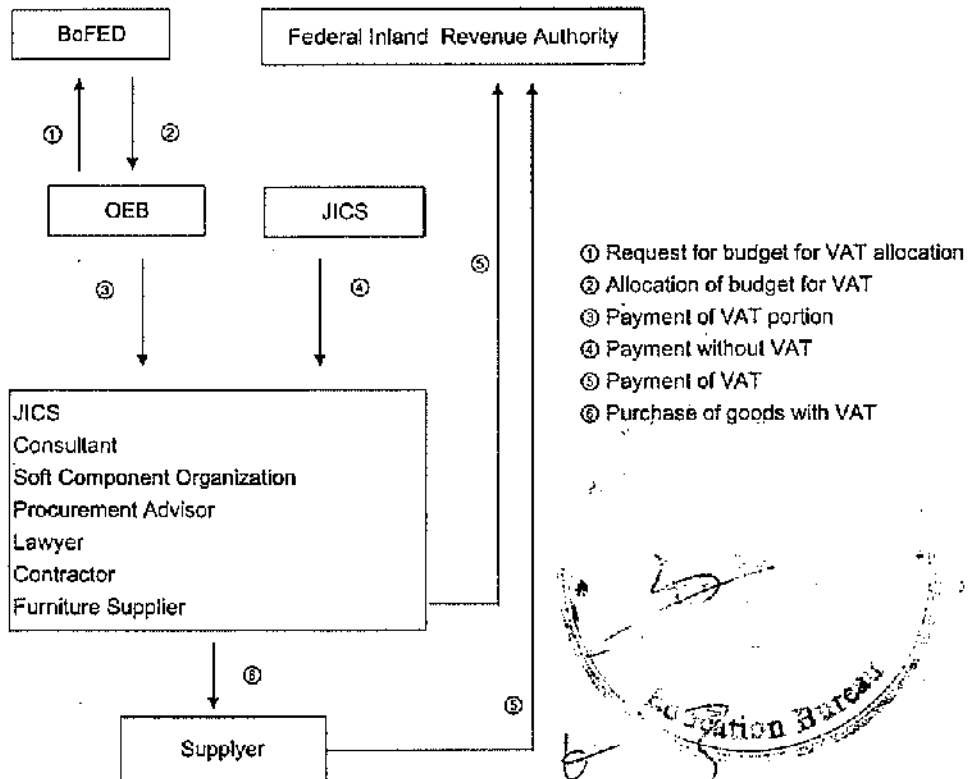 BoFED
Federal Inland Revenue Authority
①
②
OEB
JICS
③
④
⑤
① Request for budget for VAT allocation
② Allocation of budget for VAT
③ Payment of VAT portion
④ Payment without VAT
⑤ Payment of VAT
⑥ Purchase of goods with VAT
JICS
Consultant
Soft Component Organization
Procurement Advisor
Lawyer
Contractor
Furniture Supplier
⑥
⑤
Supplyer
Education Bureau